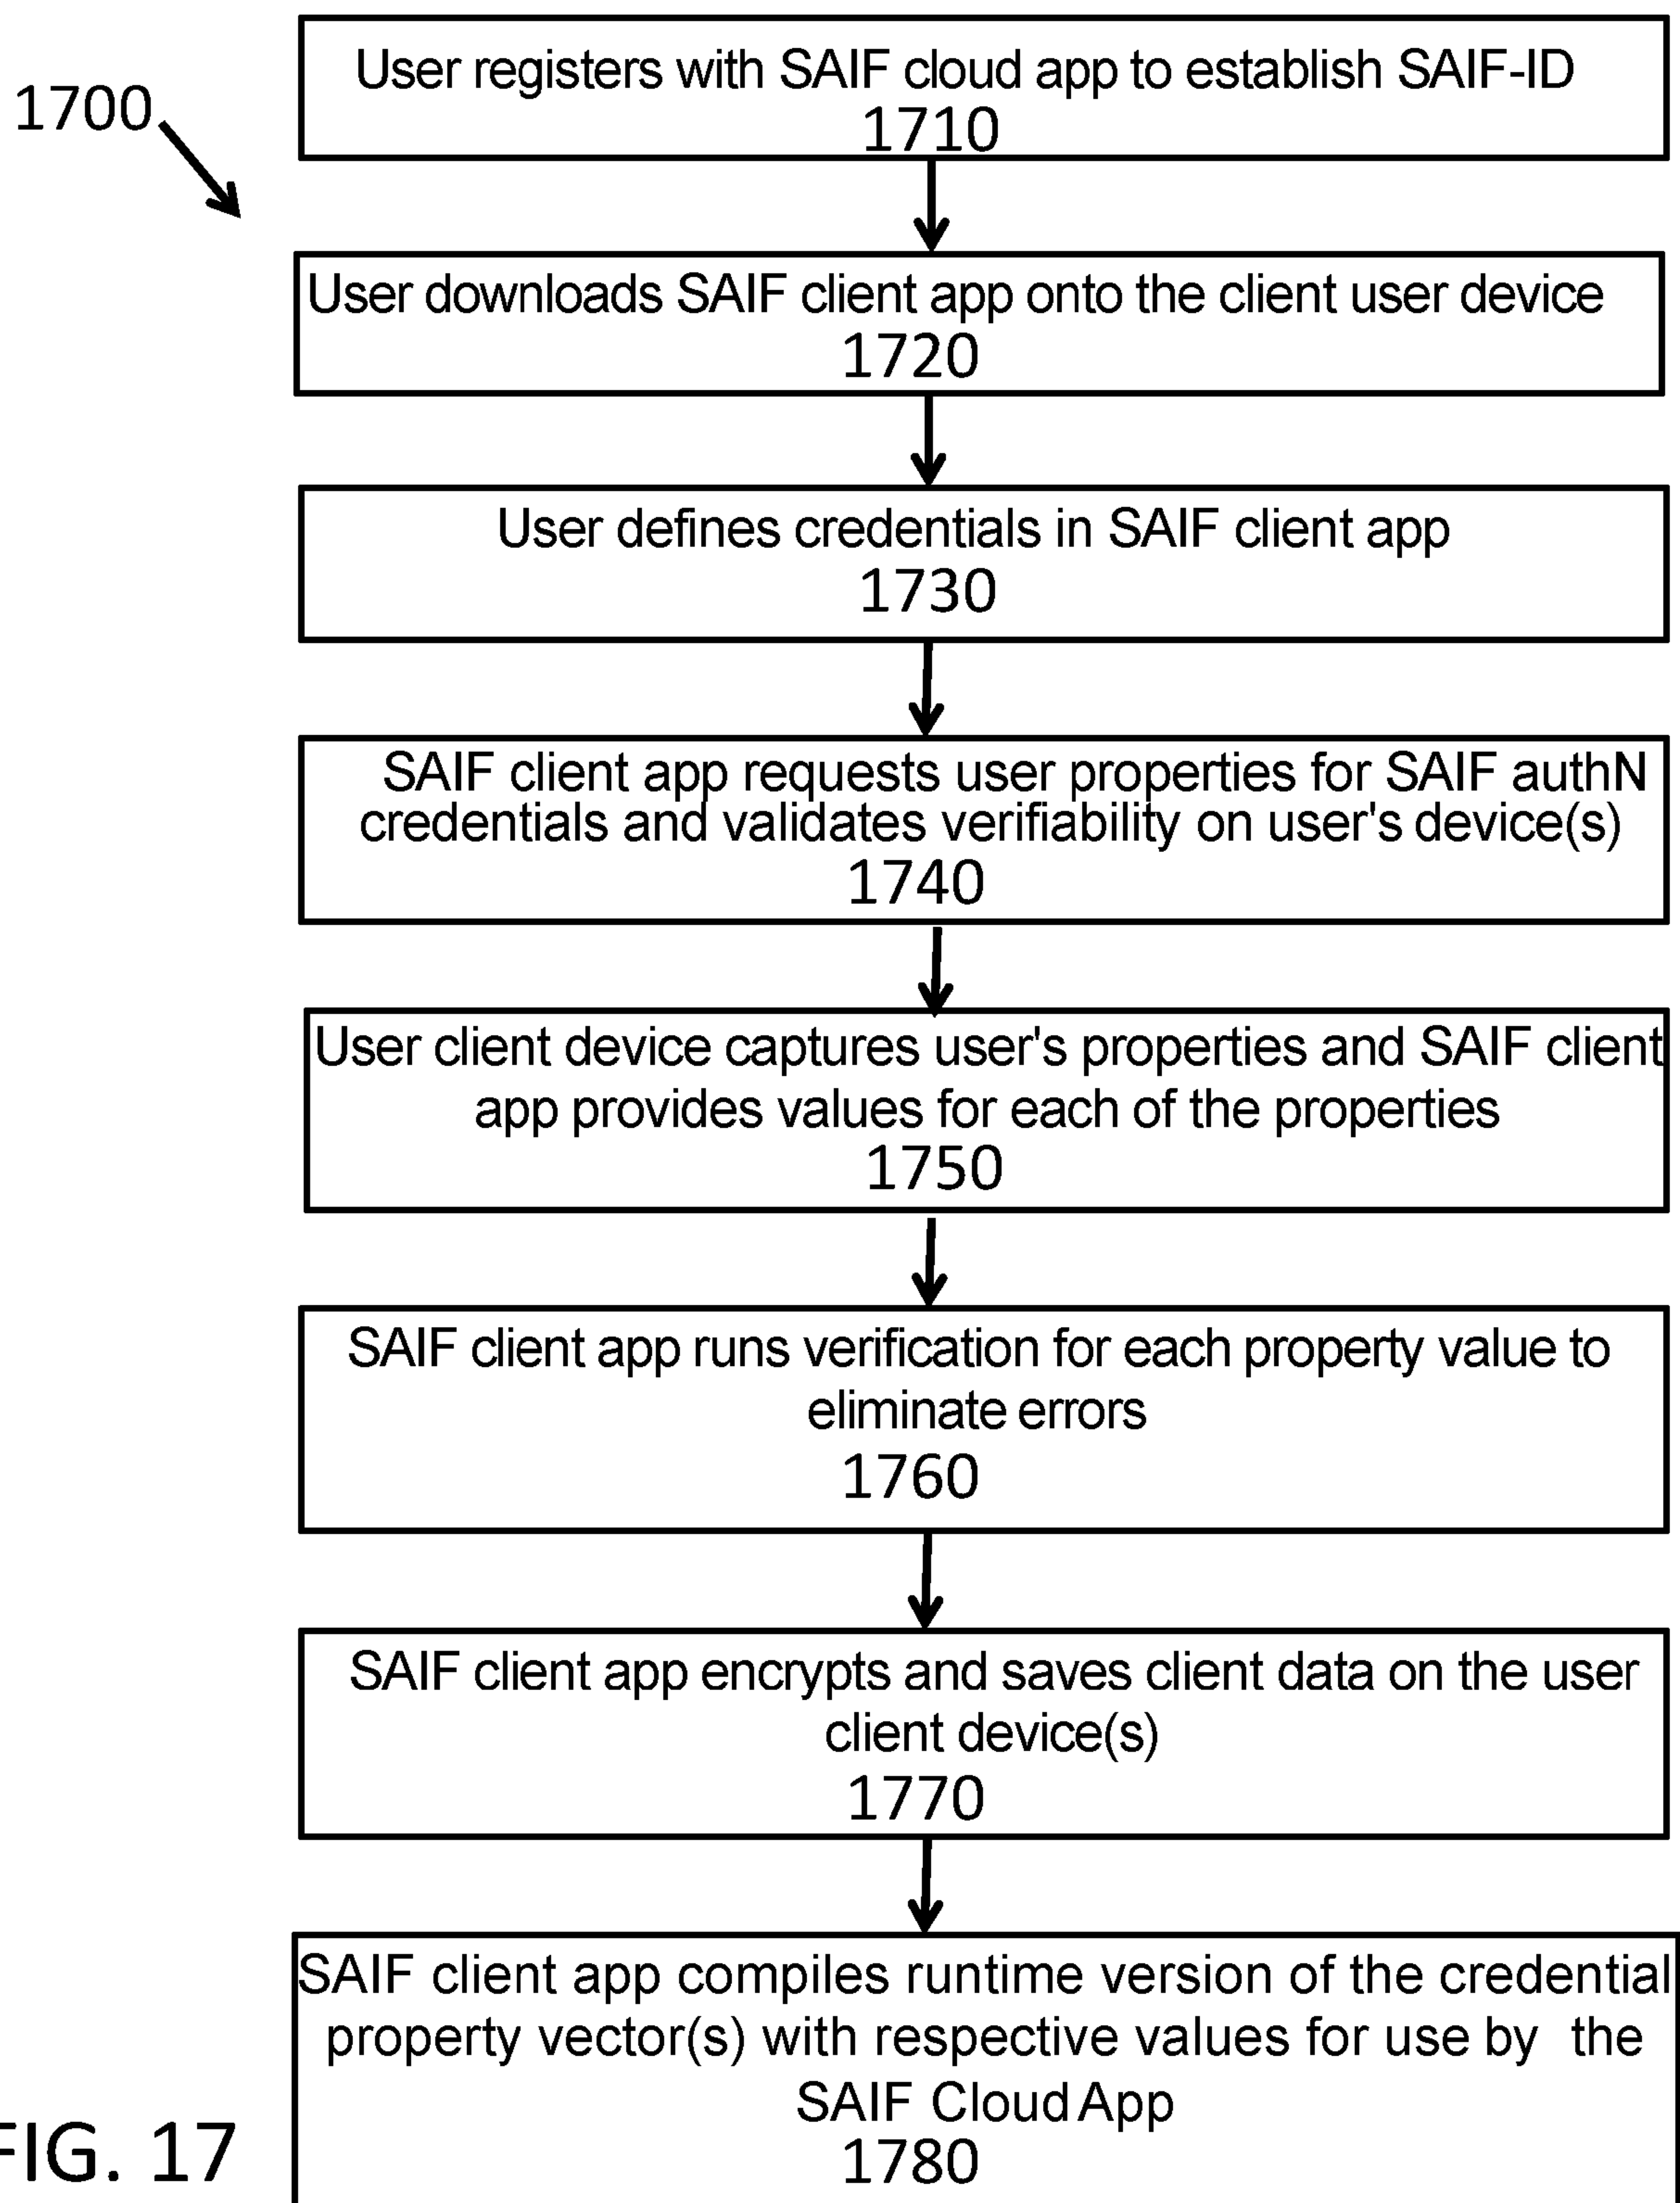 User registers with SAIF cloud app to establish SAIF-ID
1710
1700
User downloads SAIF client app onto the client user device
1720
User defines credentials in SAIF client app
1730
SAIF client app requests user properties for SAIF authN
credentials and validates verifiability on user's device(s)
1740
User client device captures user's properties and SAIF client
app provides values for each of the properties
1750
SAIF client app runs verification for each property value to
eliminate errors
1760
SAIF client app encrypts and saves client data on the user
client device(s)
1770
SAIF client app compiles runtime version of the credential
property vector(s) with respective values for use by the
SAIF Cloud App
1780
FIG. 17